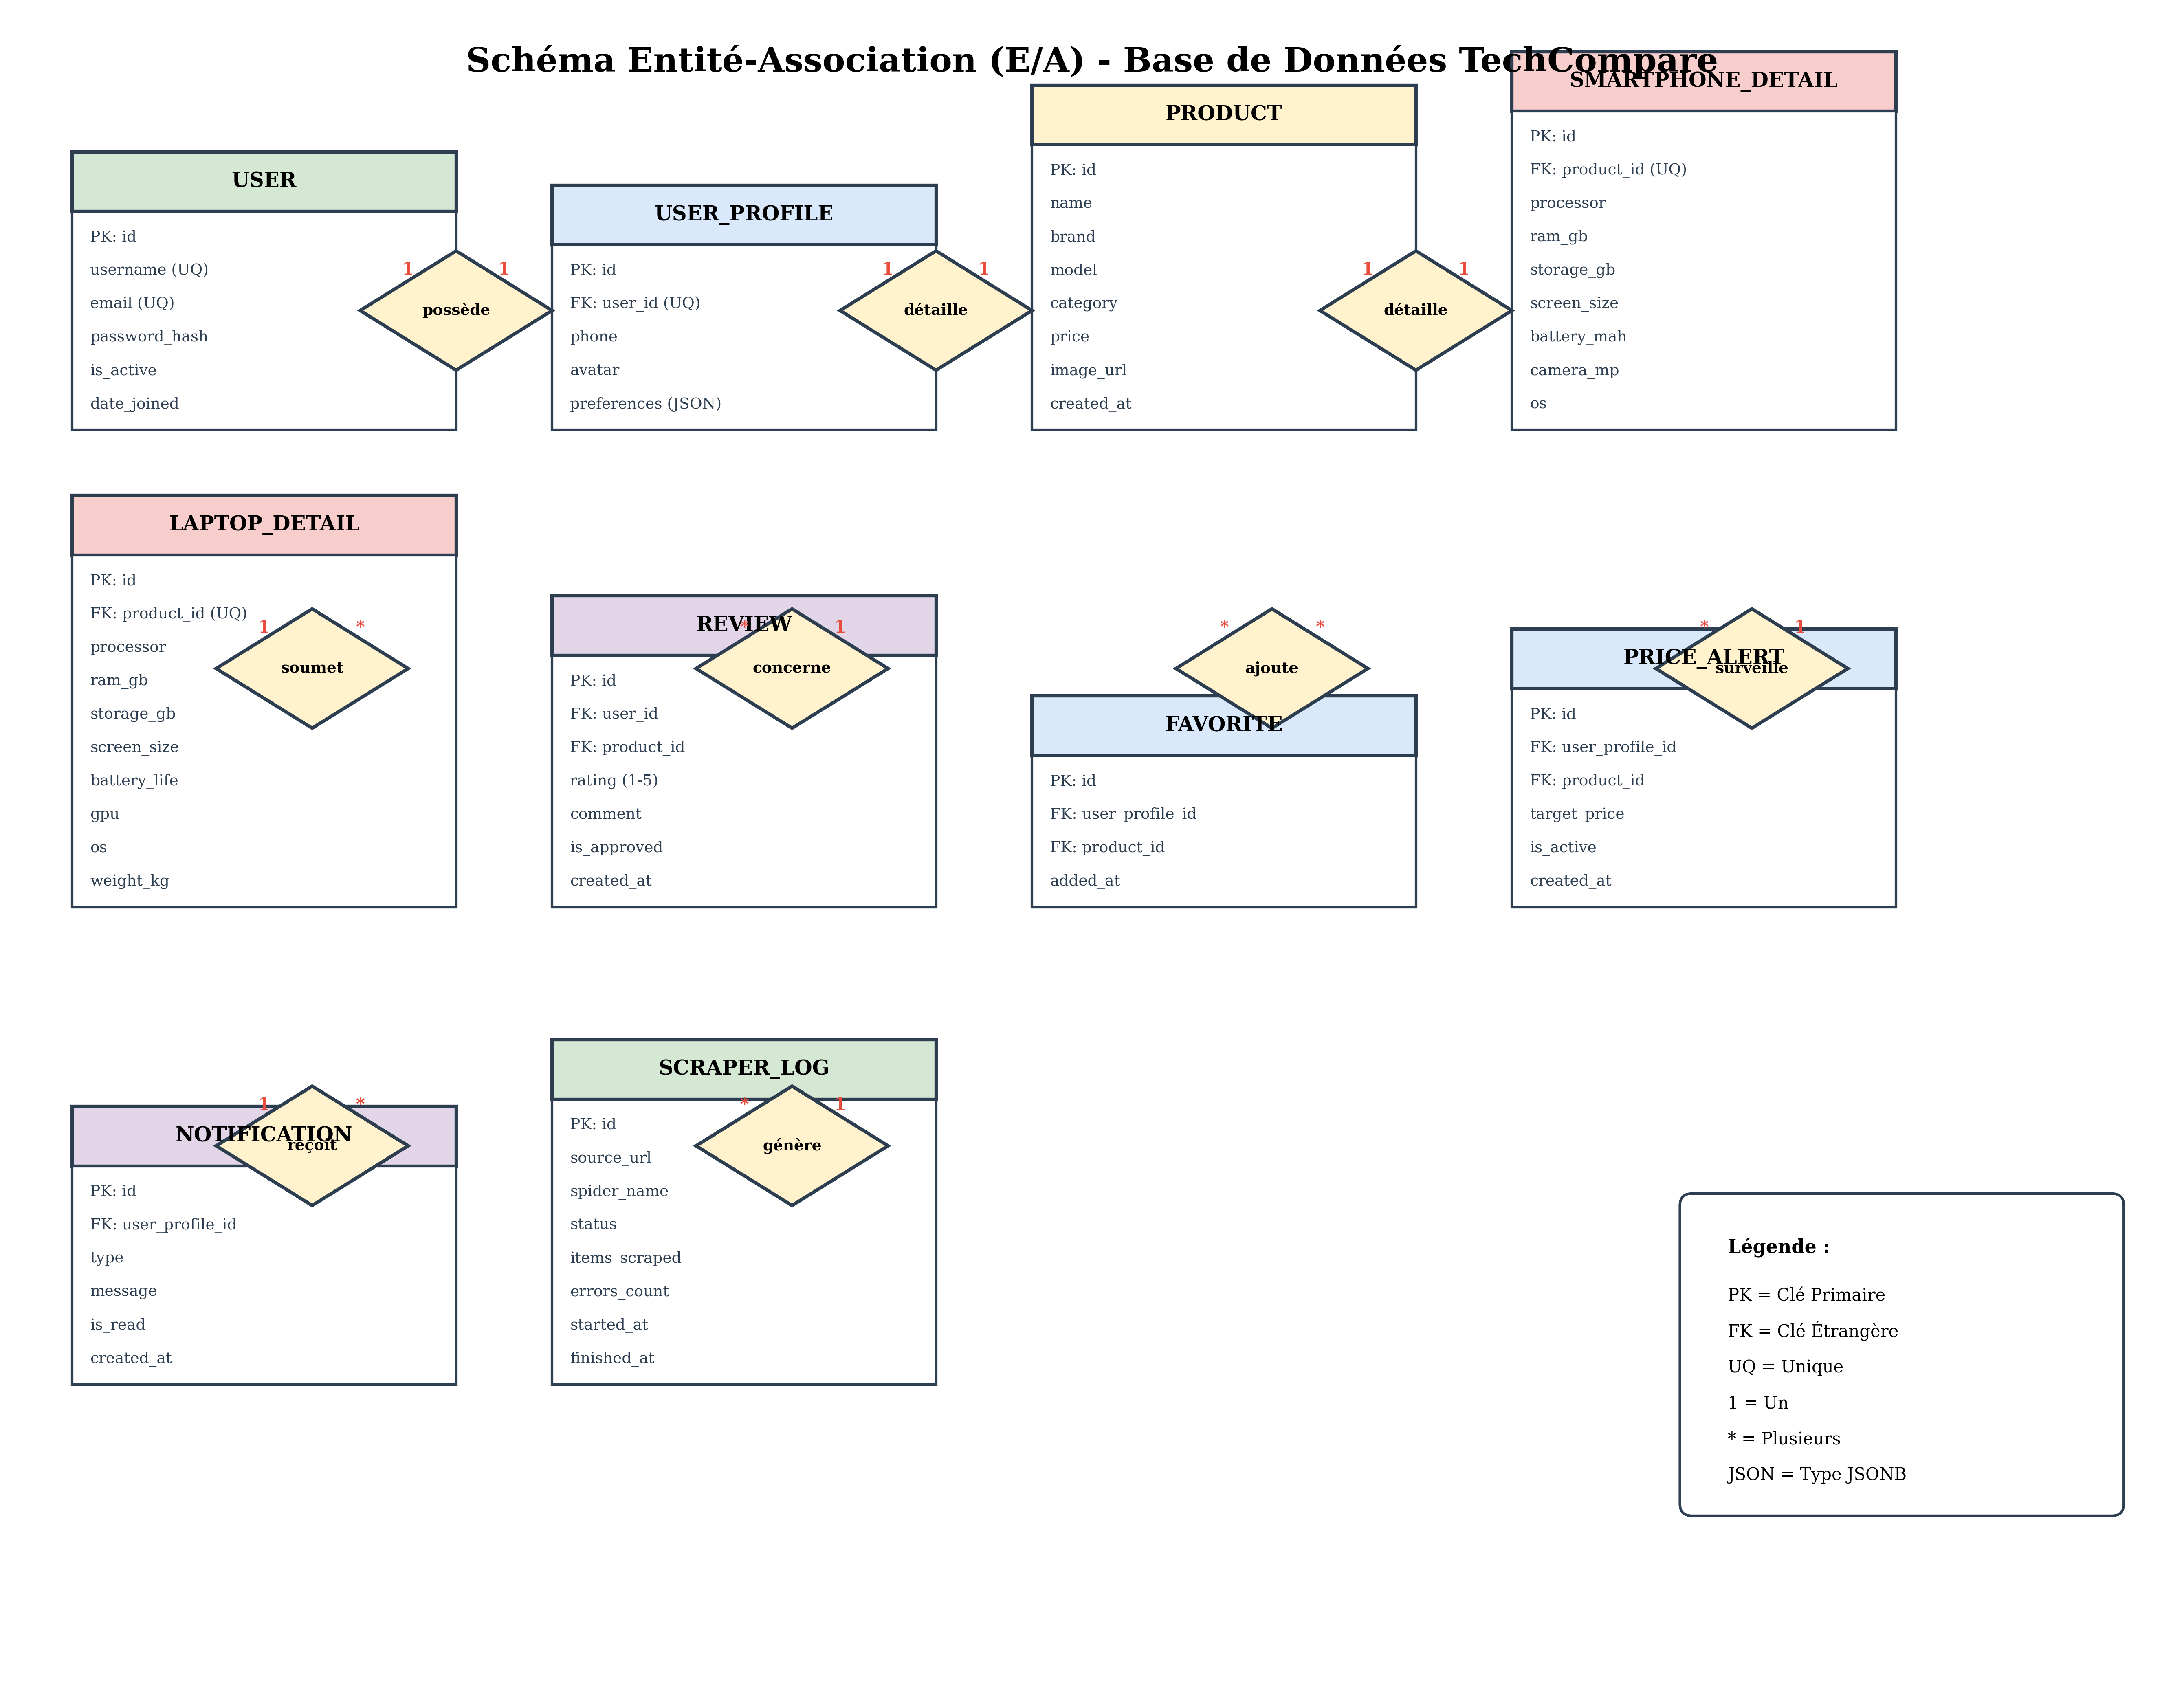 Schéma Entité-Association (E/A) - Base de Données TechCompare
USER
PK: id
username (UQ)
email (UQ)
password_hash
is_active
date_joined
1
possède
1
USER_PROFILE
PK: id
FK: user_id (UQ)
phone
avatar
preferences (JSON)
1
détaille
1
PRODUCT
PK: id
name
brand
model
category
price
image_url
created_at
1
détaille
1
SMARTPHONE_DETAIL
PK: id
FK: product_id (UQ)
processor
ram_gb
storage_gb
screen_size
battery_mah
camera_mp
os
LAPTOP_DETAIL
PK: id
FK: product_id (UQ)
processor
ram_gb
storage_gb
screen_size
battery_life
gpu
os
weight_kg
1
*
soumet
REVIEW
PK: id
FK: user_id
FK: product_id
rating (1-5)
comment
is_approved
created_at
*
1
concerne
*
*
ajoute
FAVORITE
PK: id
FK: user_profile_id
FK: product_id
added_at
*
1
PRICE_ALERT
surveille
PK: id
FK: user_profile_id
FK: product_id
target_price
is_active
created_at
1
*
NOTIFICATION
reçoit
PK: id
FK: user_profile_id
type
message
is_read
created_at
SCRAPER_LOG
*
1
génère
PK: id
source_url
spider_name
status
items_scraped
errors_count
started_at
finished_at
Légende :
PK = Clé Primaire
FK = Clé Étrangère
UQ = Unique
1 = Un
* = Plusieurs
JSON = Type JSONB